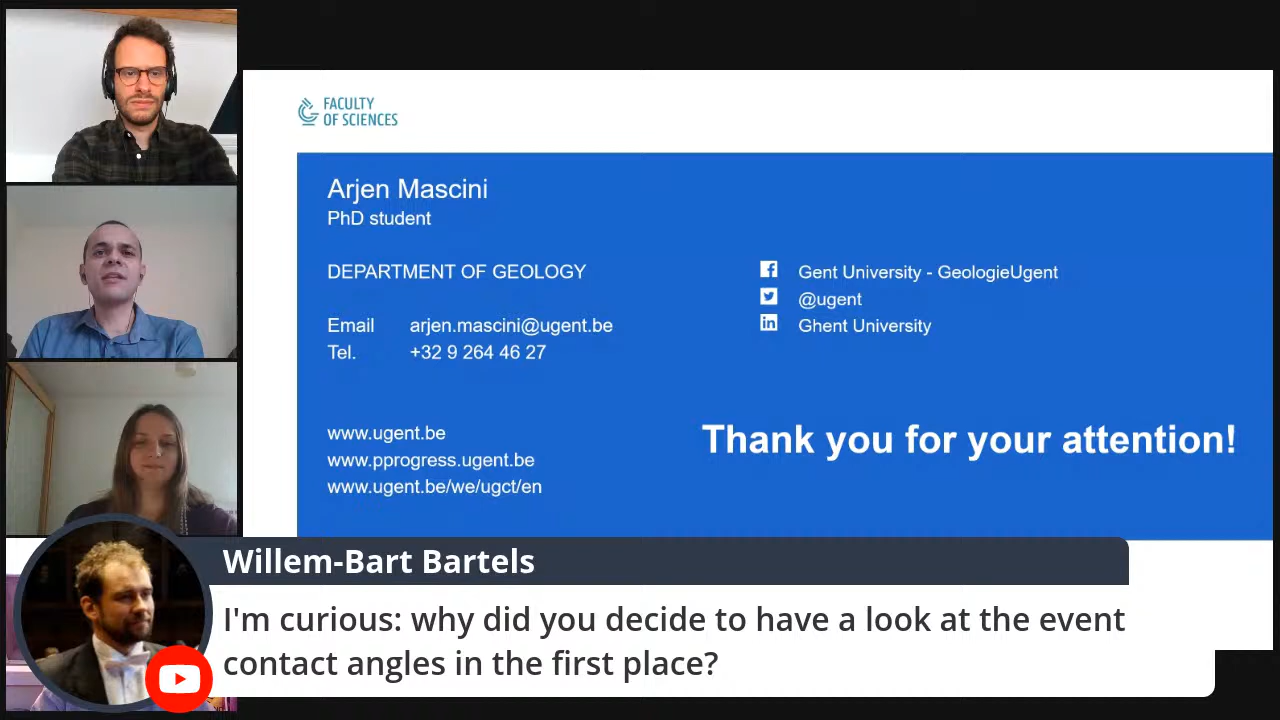 FACULTY
OF SCIENCES
Arjen Mascini
PhD student
DEPARTMENT OF GEOLOGY
Email arjen.mascini@ugent.be
Tel. +32 9 264 46 27
www.ugent.be
www.pprogress.ugent.be
www.ugent.be/we/ugct/en
Gent University - GeologieUgent
@ugent
Ghent University
Thank you for your attention!
Willem-Bart Bartels
I'm curious: why did you decide to have a look at the event
contact angles in the first place?